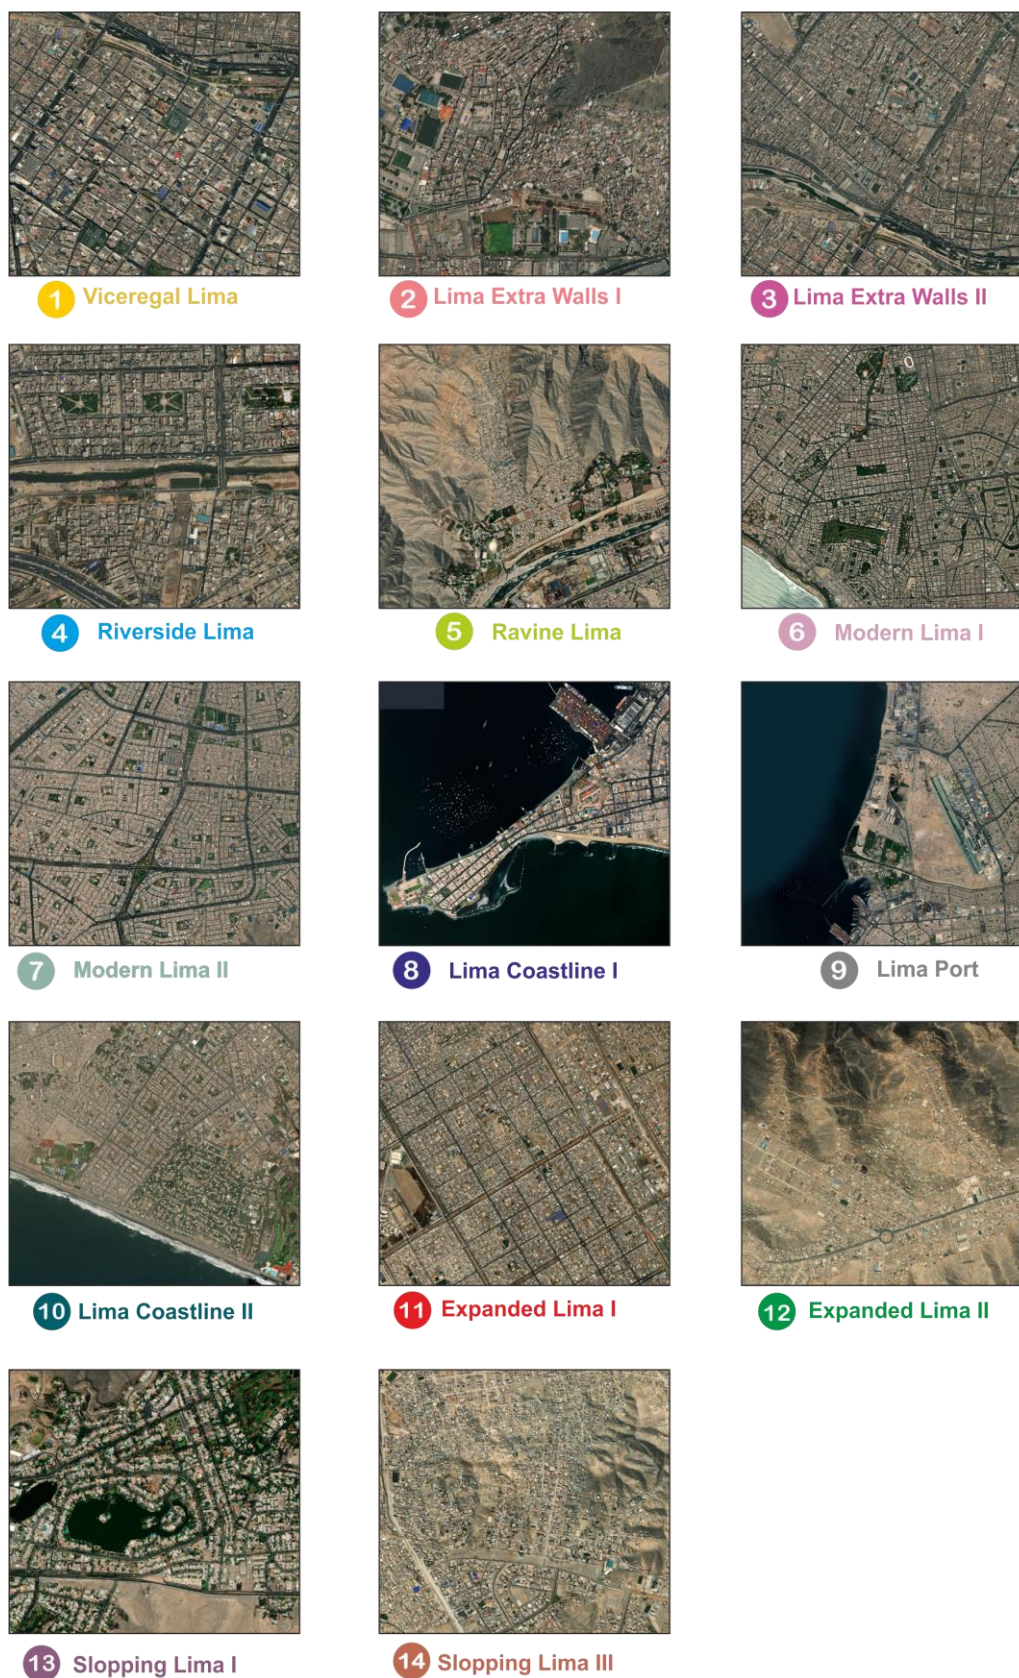 1 Viceregal Lima
2 Lima Extra Walls I
3 Lima Extra Walls II
4 Riverside Lima
5 Ravine Lima
6 Modern Lima I
7 Modern Lima II
8 Lima Coastline I
9 Lima Port
10 Lima Coastline II
11 Expanded Lima I
12 Expanded Lima II
13 Slopping Lima I
14 Slopping Lima III